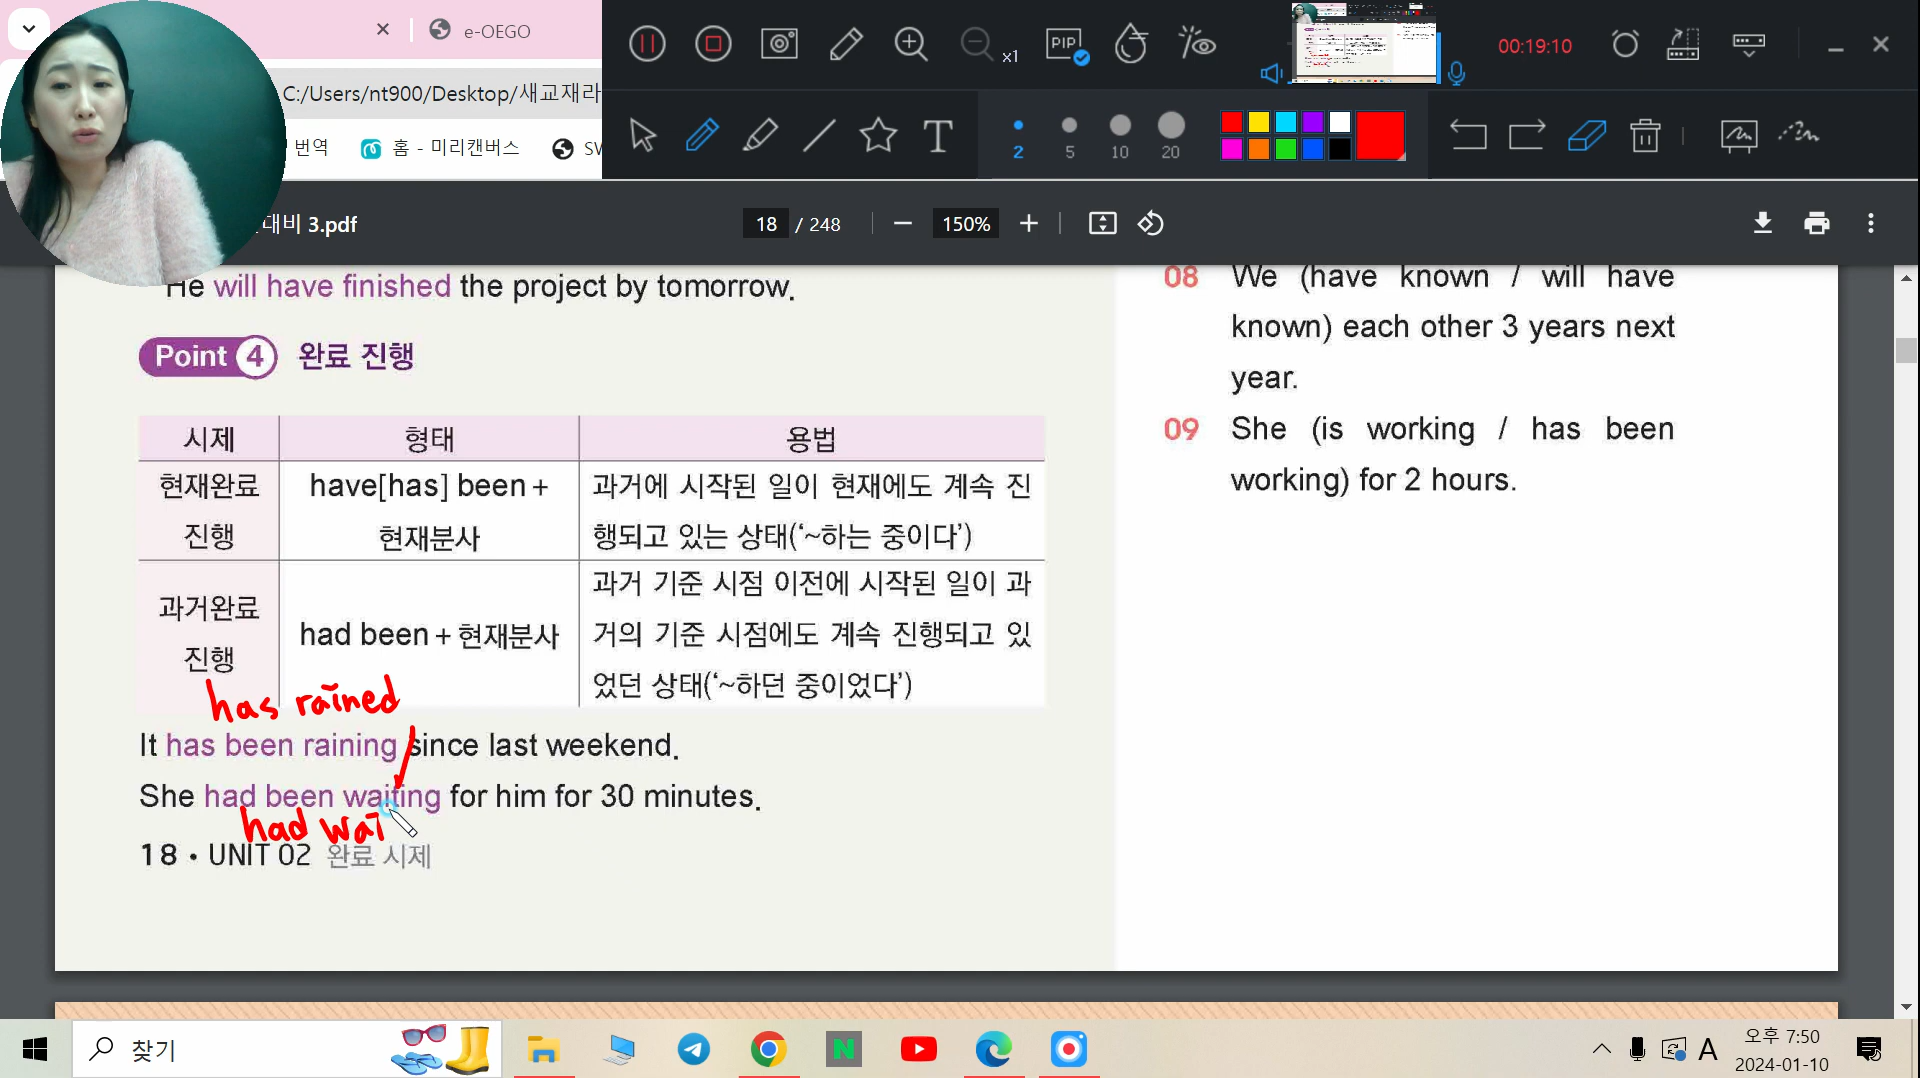 e-OEGO
x1
PIP
00:19:10
C:/Users/nt900/Desktop/새교재라
번역
홈 - 미리캔버스
SW
2
5
10
20
T
대비 3.pdf
18 / 248
150%
He will have finished the project by tomorrow.
Point 4 완료 진행
시제 형태 용법
현재완료 진행
have[has] been + 현재분사
과거에 시작된 일이 현재에도 계속 진
행되고 있는 상태(‘~하는 중이다’)
과거완료 진행
had been + 현재분사
과거 기준 시점 이전에 시작된 일이 과
거의 기준 시점에도 계속 진행되고 있
었던 상태(‘~하던 중이었다’)
has rained
It has been raining since last weekend.
She had been waiting for him for 30 minutes.
had wai
18 • UNIT 02 완료 시제
08 We (have known / will have
known) each other 3 years next
year.
09 She (is working / has been
working) for 2 hours.
찾기
N
A
오후 7:50
2024-01-10